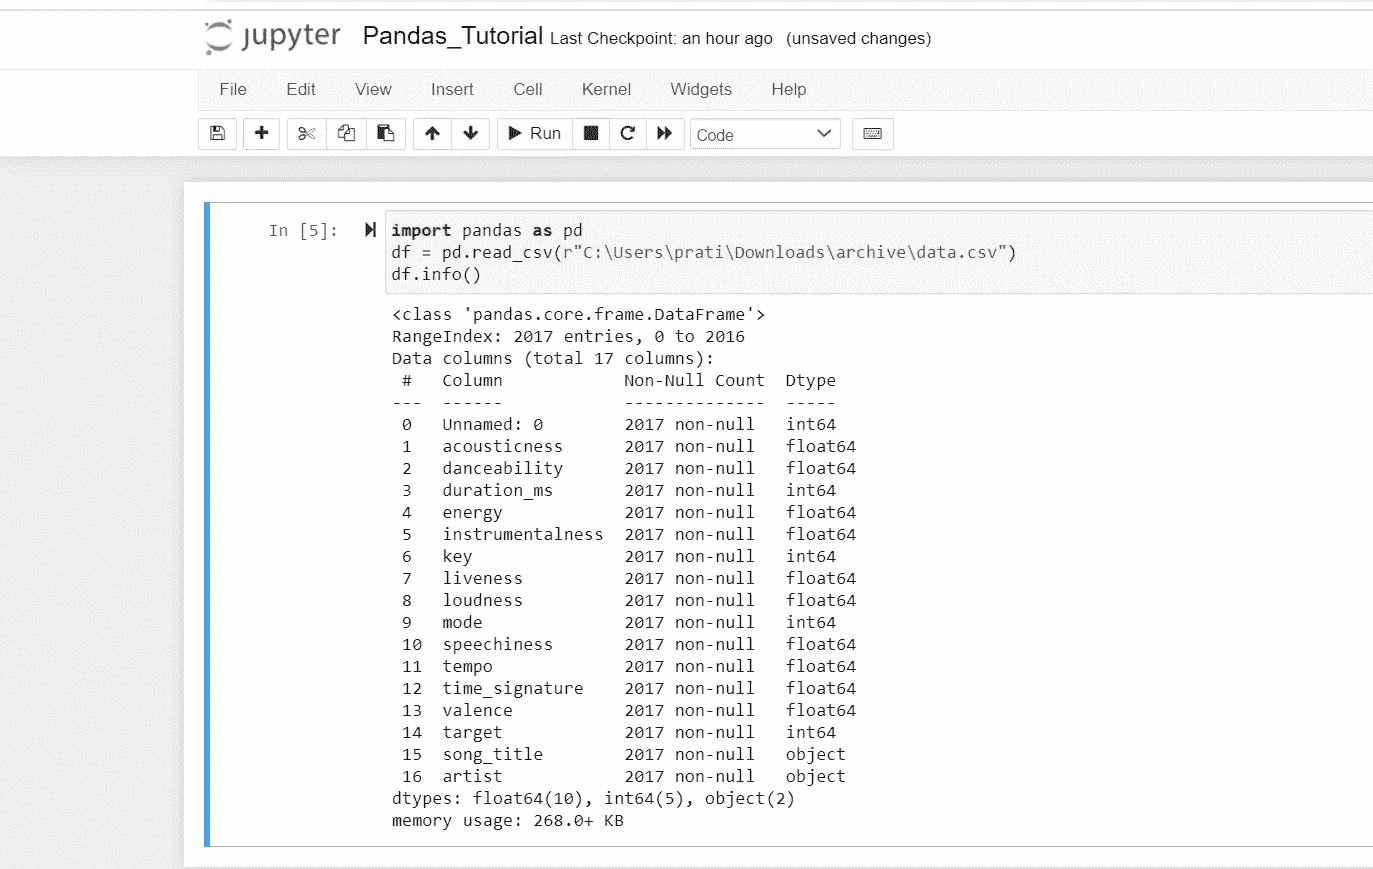 jupyter Pandas_Tutorial Last Checkpoint: an hour ago (unsaved changes)
File Edit View Insert Cell Kernel Widgets Help
Run Code
In [5]: import pandas as pd
df = pd.read_csv(r"C:\Users\prati\Downloads\archive\data.csv")
df.info()
<class 'pandas.core.frame.DataFrame'>
RangeIndex: 2017 entries, 0 to 2016
Data columns (total 17 columns):
# Column Non-Null Count Dtype
--- ------ -------------- -----
0 Unnamed: 0 2017 non-null int64
1 acousticness 2017 non-null float64
2 danceability 2017 non-null float64
3 duration_ms 2017 non-null int64
4 energy 2017 non-null float64
5 instrumentalness 2017 non-null float64
6 key 2017 non-null int64
7 liveness 2017 non-null float64
8 loudness 2017 non-null float64
9 mode 2017 non-null int64
10 speechiness 2017 non-null float64
11 tempo 2017 non-null float64
12 time_signature 2017 non-null float64
13 valence 2017 non-null float64
14 target 2017 non-null int64
15 song_title 2017 non-null object
16 artist 2017 non-null object
dtypes: float64(10), int64(5), object(2)
memory usage: 268.0+ KB